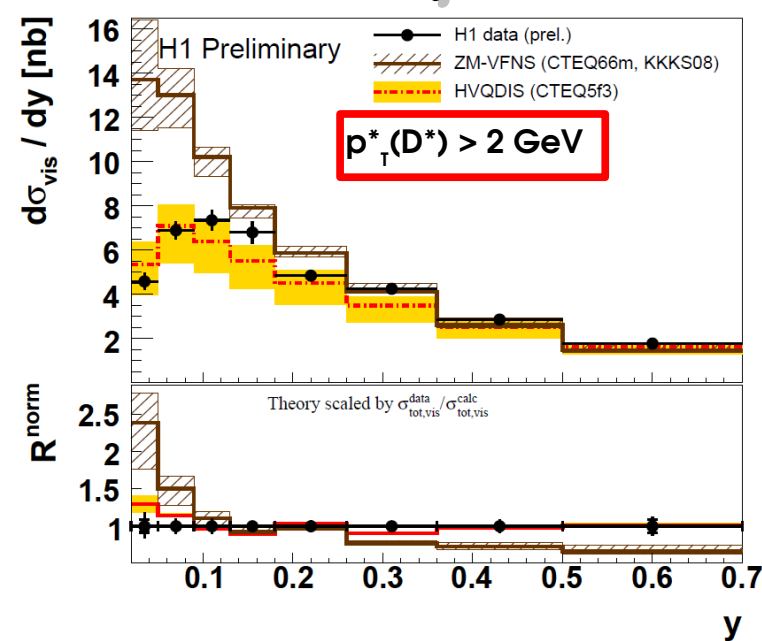 dσvis / dy [nb]
16
14
12
10
8
6
4
2
H1 Preliminary
H1 data (prel.)
ZM-VFNS (CTEQ66m, KKKS08)
HVQDIS (CTEQ5f3)
p*T(D*) > 2 GeV
Rnorm
2.5
2
1.5
1
Theory scaled by σdatatot,vis/σcalctot,vis
0.1 0.2 0.3 0.4 0.5 0.6 0.7
y